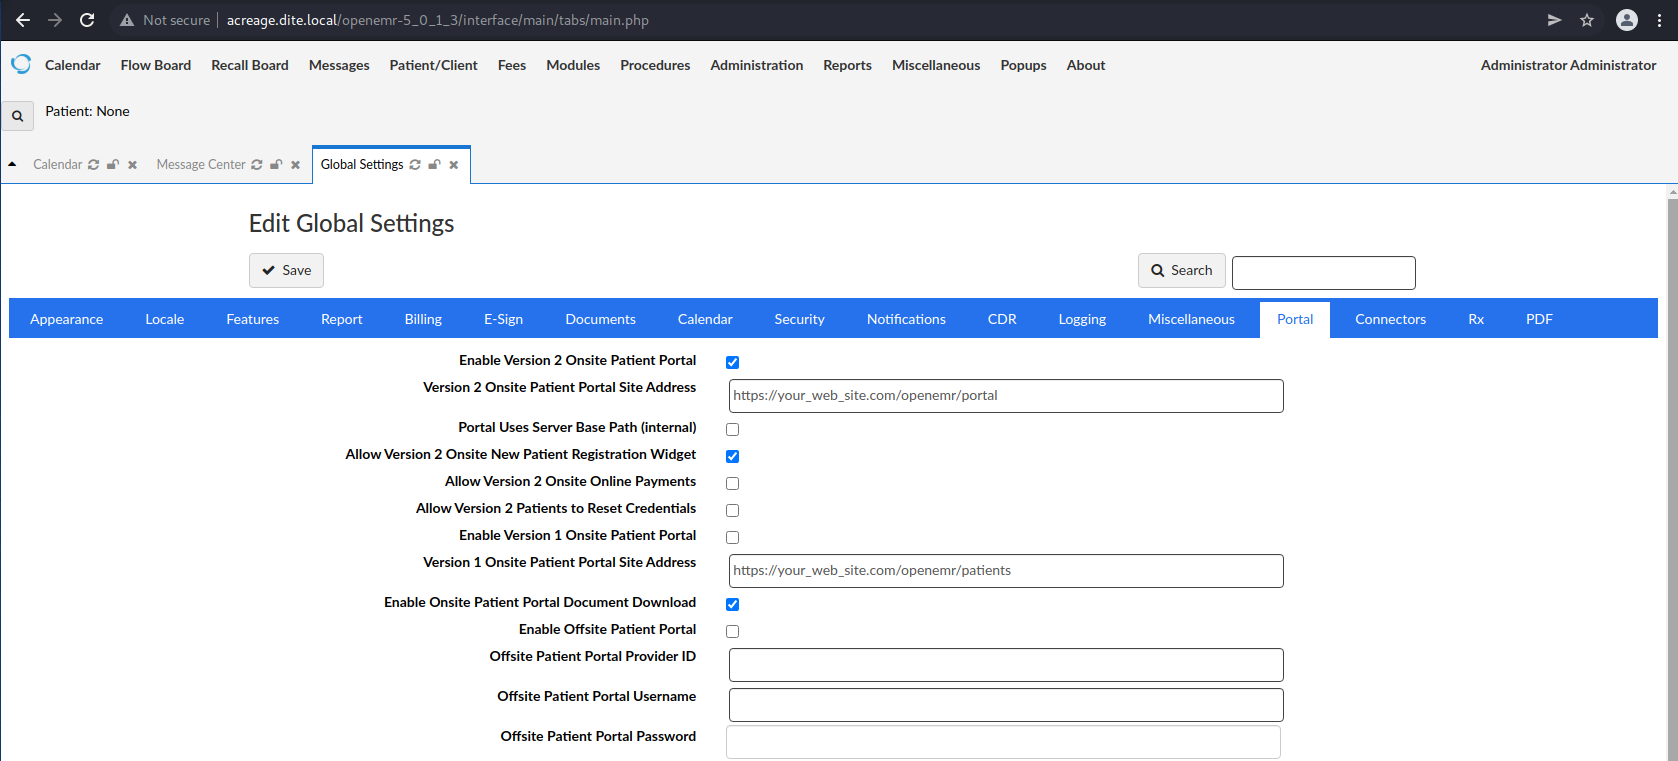 Not secure acreage.dite.local/openemr-5_0_1_3/interface/main/tabs/main.php
Calendar Flow Board Recall Board Messages Patient/Client Fees Modules Procedures Administration Reports Miscellaneous Popups About Administrator Administrator
Patient: None
Calendar Message Center Global Settings
Edit Global Settings
Save Search
Appearance Locale Features Report Billing E-Sign Documents Calendar Security Notifications CDR Logging Miscellaneous Portal Connectors Rx PDF
Enable Version 2 Onsite Patient Portal
Version 2 Onsite Patient Portal Site Address https://your_web_site.com/openemr/portal
Portal Uses Server Base Path (internal)
Allow Version 2 Onsite New Patient Registration Widget
Allow Version 2 Onsite Online Payments
Allow Version 2 Patients to Reset Credentials
Enable Version 1 Onsite Patient Portal
Version 1 Onsite Patient Portal Site Address https://your_web_site.com/openemr/patients
Enable Onsite Patient Portal Document Download
Enable Offsite Patient Portal
Offsite Patient Portal Provider ID
Offsite Patient Portal Username
Offsite Patient Portal Password